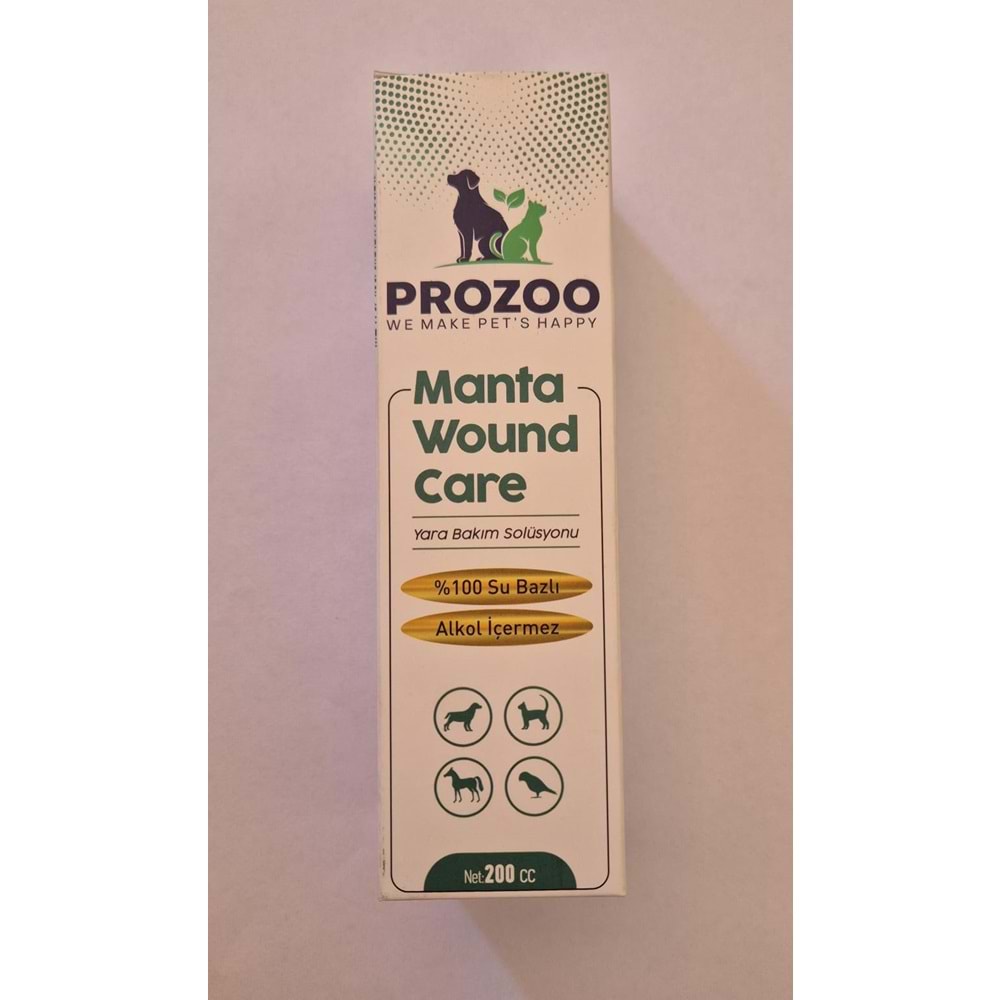 PROZOO
WE MAKE PET'S HAPPY
Manta
Wound
Care
Yara Bakım Solüsyonu
%100 Su Bazlı
Alkol İçermez
Net:200 CC